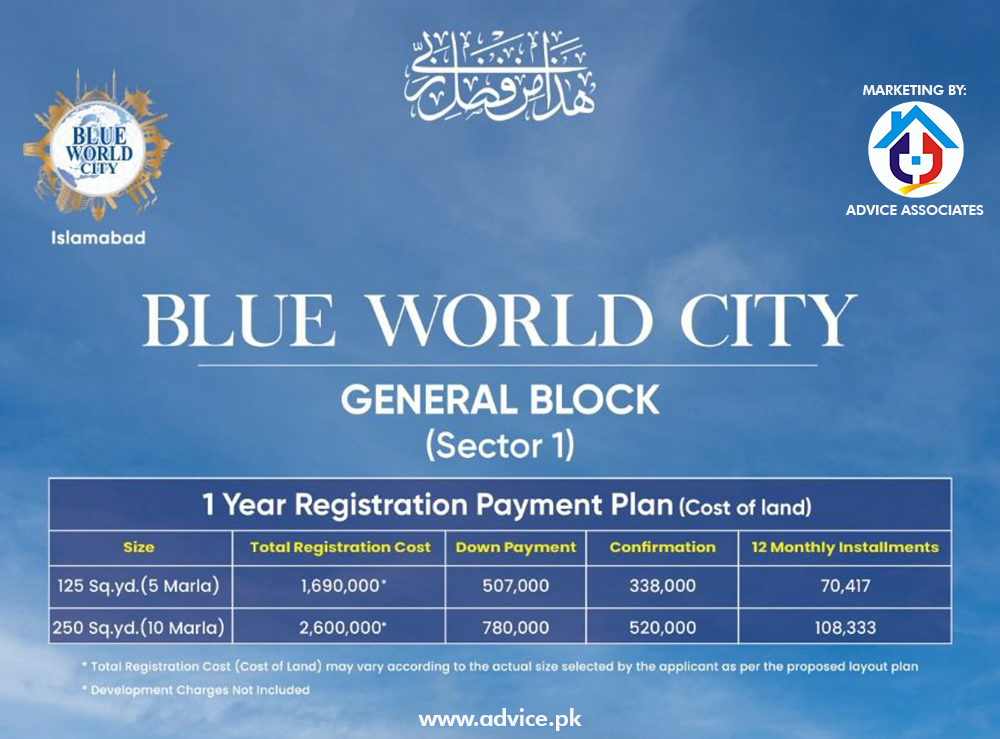 هذا من فضل ربي
BLUE
WORLD
CITY
Islamabad
MARKETING BY:
ADVICE ASSOCIATES
BLUE WORLD CITY
GENERAL BLOCK
(Sector 1)
1 Year Registration Payment Plan (Cost of land)
Size Total Registration Cost Down Payment Confirmation 12 Monthly Installments
125 Sq.yd.(5 Marla) 1,690,000* 507,000 338,000 70,417
250 Sq.yd.(10 Marla) 2,600,000* 780,000 520,000 108,333
* Total Registration Cost (Cost of Land) may vary according to the actual size selected by the applicant as per the proposed layout plan
* Development Charges Not Included
www.advice.pk